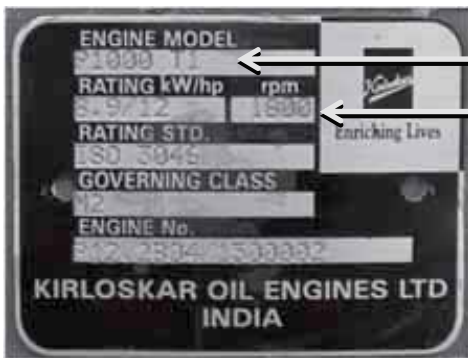 ENGINE MODEL
RATING kW/hp rpm
8.9/12 1800
RATING STD.
ISO 3046
Enriching Lives
GOVERNING CLASS
ENGINE No.
KIRLOSKAR OIL ENGINES LTD
INDIA